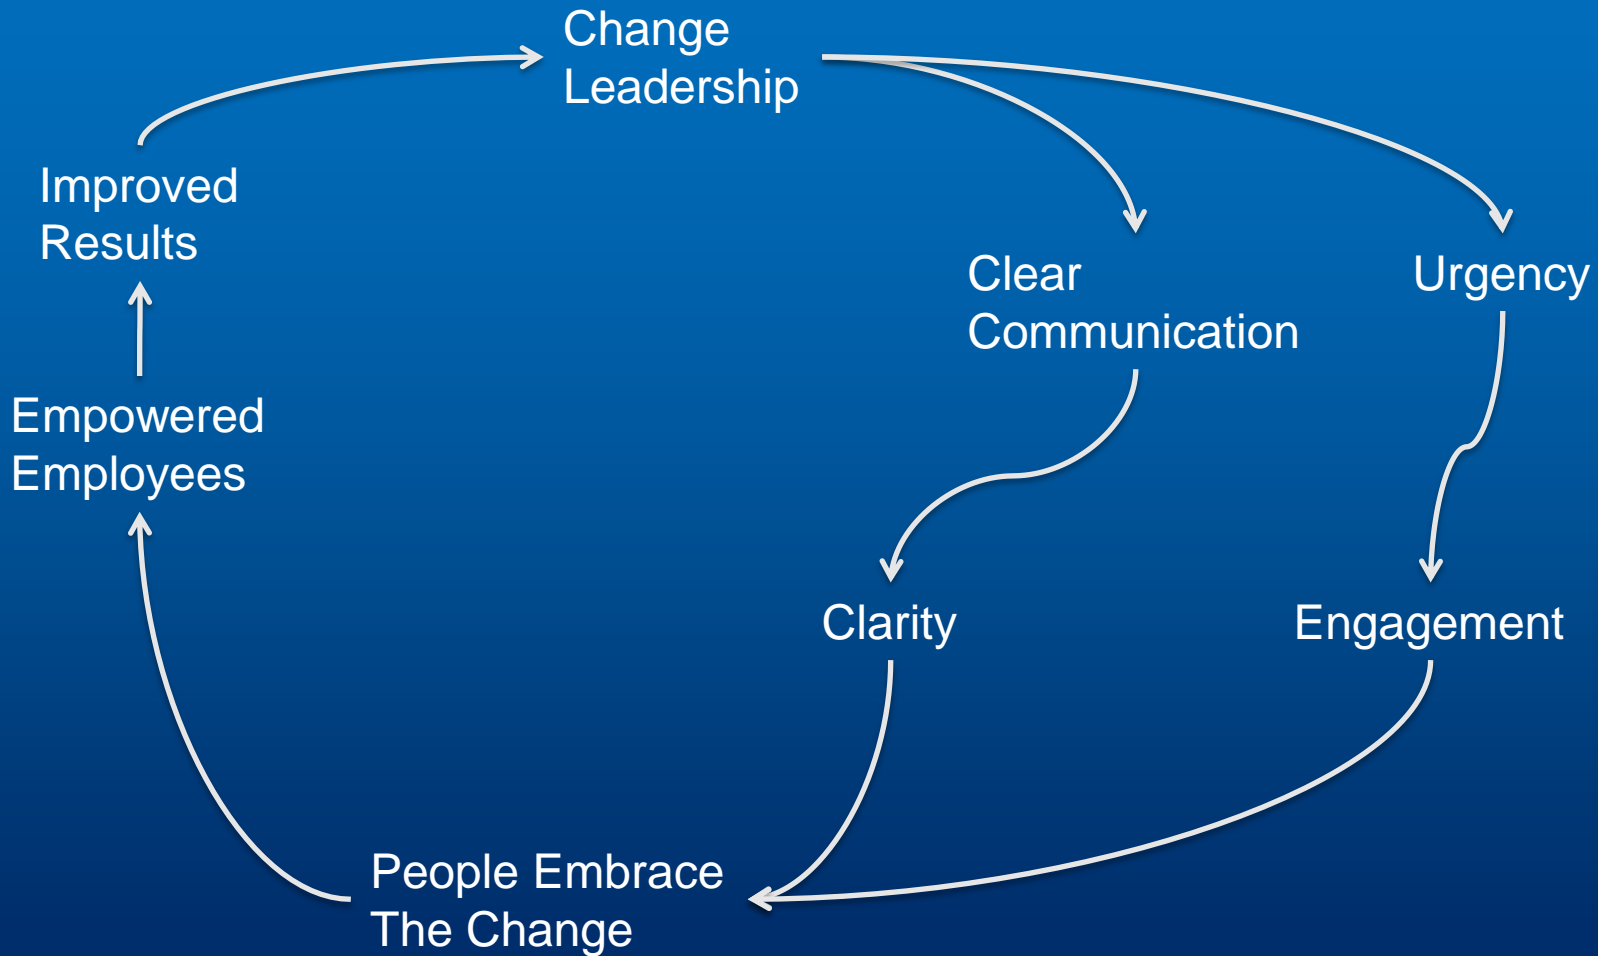 Change
Leadership
Improved
Results
Clear
Communication
Urgency
Empowered
Employees
Clarity
Engagement
People Embrace
The Change